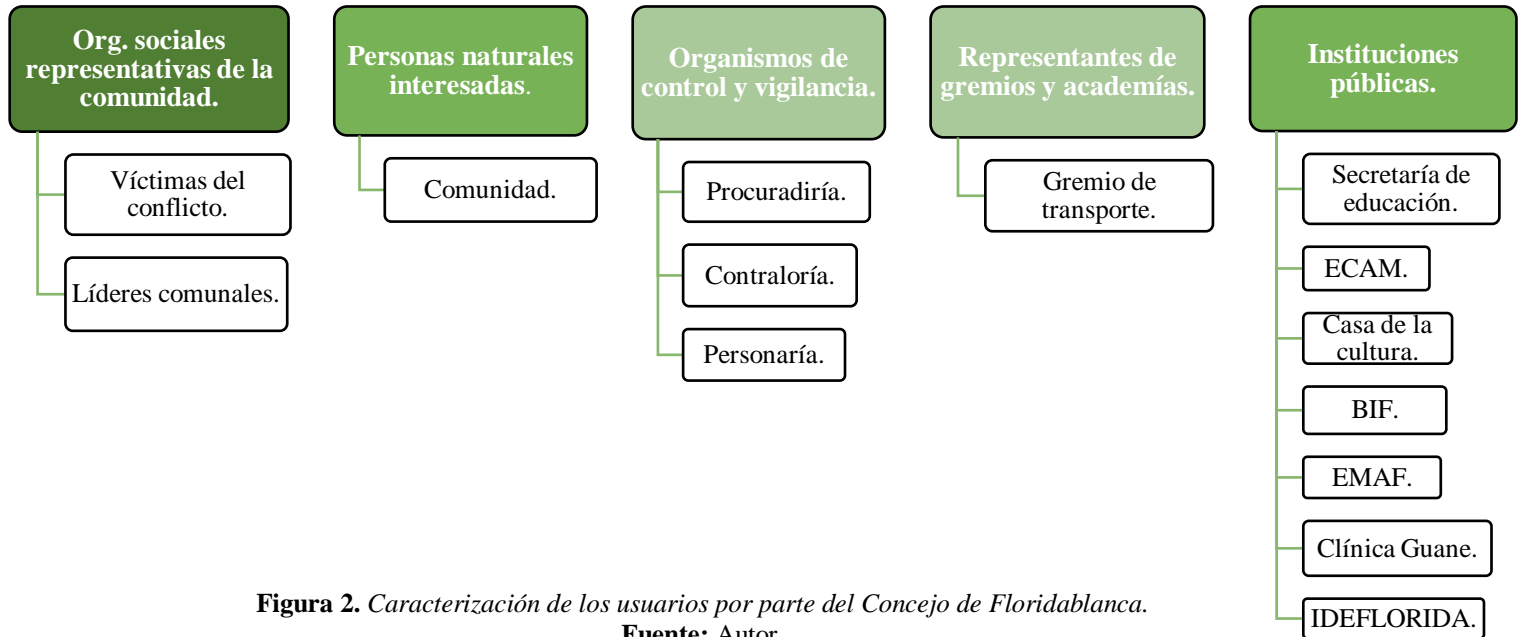 Org. sociales
representativas de la
comunidad.
Víctimas del
conflicto.
Líderes comunales.
Personas naturales
interesadas.
Comunidad.
Organismos de
control y vigilancia.
Procuradiría.
Contraloría.
Personaría.
Representantes de
gremios y academías.
Gremio de
transporte.
Instituciones
públicas.
Secretaría de
educación.
ECAM.
Casa de la
cultura.
BIF.
EMAF.
Clínica Guane.
IDEFLORIDA.
Figura 2. Caracterización de los usuarios por parte del Concejo de Floridablanca.
Fuente: Autor